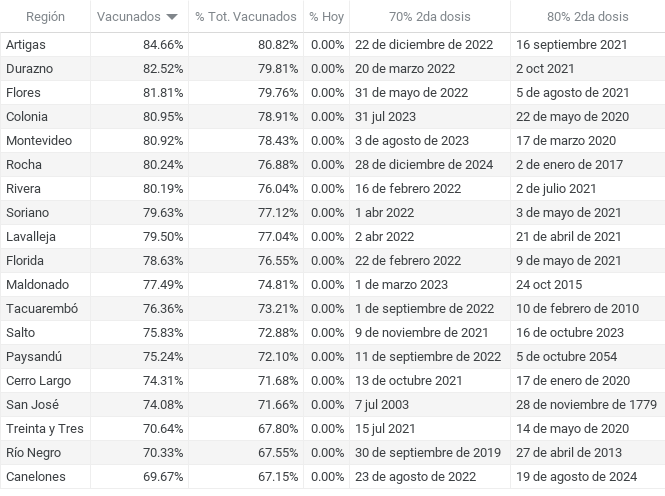 Región Vacunados % Tot. Vacunados % Hoy 70% 2da dosis 80% 2da dosis
Artigas 84.66% 80.82% 0.00% 22 de diciembre de 2022 16 septiembre 2021
Durazno 82.52% 79.81% 0.00% 20 de marzo 2022 2 oct 2021
Flores 81.81% 79.76% 0.00% 31 de mayo de 2022 5 de agosto de 2021
Colonia 80.95% 78.91% 0.00% 31 jul 2023 22 de mayo de 2020
Montevideo 80.92% 78.43% 0.00% 3 de agosto de 2023 17 de marzo 2020
Rocha 80.24% 76.88% 0.00% 28 de diciembre de 2024 2 de enero de 2017
Rivera 80.19% 76.04% 0.00% 16 de febrero 2022 2 de julio 2021
Soriano 79.63% 77.12% 0.00% 1 abr 2022 3 de mayo de 2021
Lavalleja 79.50% 77.04% 0.00% 2 abr 2022 21 de abril de 2021
Florida 78.63% 76.55% 0.00% 22 de febrero 2022 9 de mayo de 2021
Maldonado 77.49% 74.81% 0.00% 1 de marzo 2023 24 oct 2015
Tacuarembó 76.36% 73.21% 0.00% 1 de septiembre de 2022 10 de febrero de 2010
Salto 75.83% 72.88% 0.00% 9 de noviembre de 2021 16 de octubre 2023
Paysandú 75.24% 72.10% 0.00% 11 de septiembre de 2022 5 de octubre 2054
Cerro Largo 74.31% 71.68% 0.00% 13 de octubre 2021 17 de enero de 2020
San José 74.08% 71.66% 0.00% 7 jul 2003 28 de noviembre de 1779
Treinta y Tres 70.64% 67.80% 0.00% 15 jul 2021 14 de mayo de 2020
Río Negro 70.33% 67.55% 0.00% 30 de septiembre de 2019 27 de abril de 2013
Canelones 69.67% 67.15% 0.00% 23 de agosto de 2022 19 de agosto de 2024